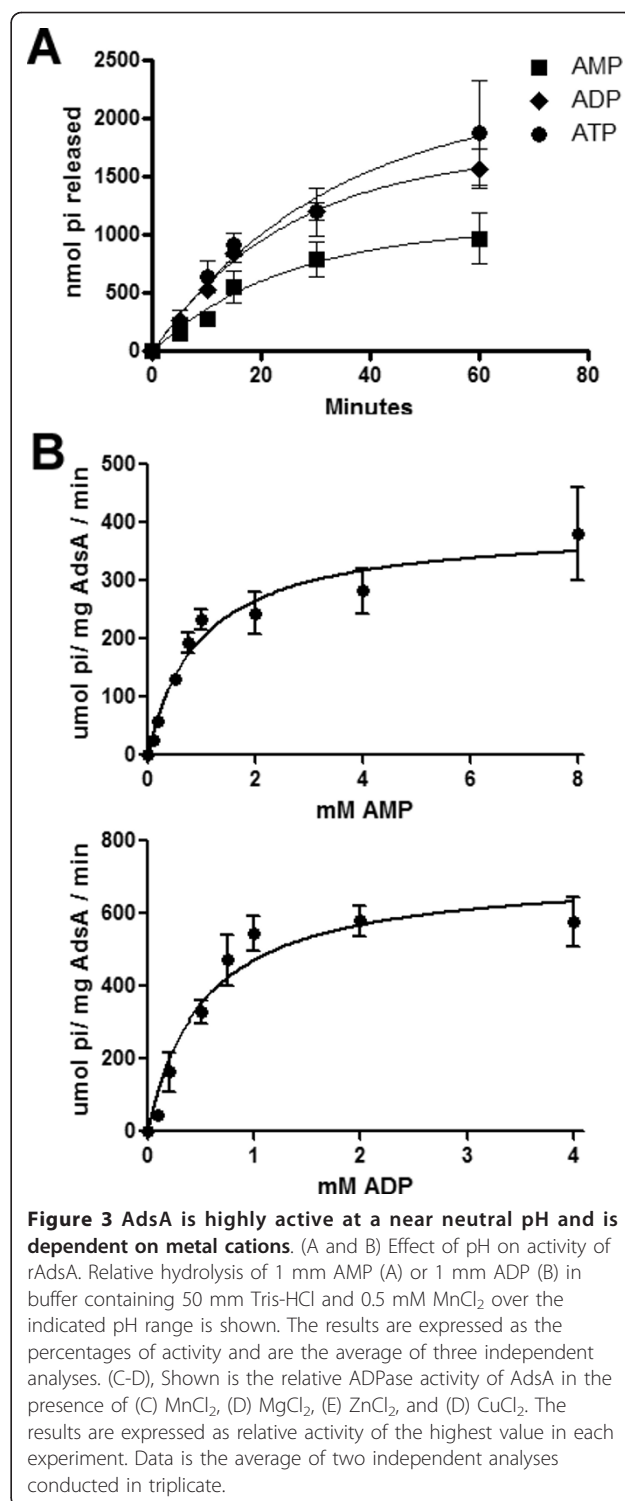 A
2500
2000
1500
1000
500
0
nmol pi released
0 20 40 60 80
Minutes
AMP
ADP
ATP
B
500
400
300
200
100
0
umol pi/ mg AdsA / min
0 2 4 6 8
mM AMP
800
600
400
200
0
umol pi/ mg AdsA / min
0 1 2 3 4
mM ADP
Figure 3 AdsA is highly active at a near neutral pH and is
dependent on metal cations. (A and B) Effect of pH on activity of
rAdsA. Relative hydrolysis of 1 mm AMP (A) or 1 mm ADP (B) in
buffer containing 50 mm Tris-HCl and 0.5 mM MnCl₂ over the
indicated pH range is shown. The results are expressed as the
percentages of activity and are the average of three independent
analyses. (C-D), Shown is the relative ADPase activity of AdsA in the
presence of (C) MnCl₂, (D) MgCl₂, (E) ZnCl₂, and (D) CuCl₂. The
results are expressed as relative activity of the highest value in each
experiment. Data is the average of two independent analyses
conducted in triplicate.